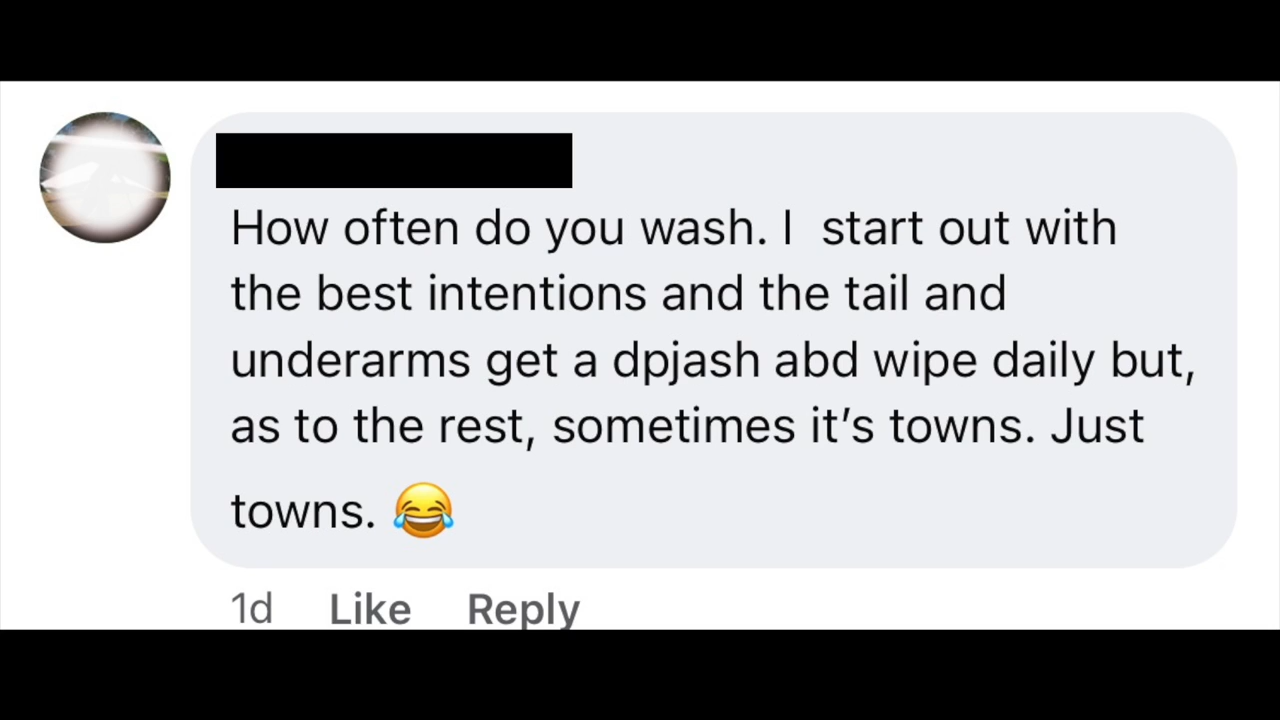 How often do you wash. I  start out with
the best intentions and the tail and
underarms get a dpjash abd wipe daily but,
as to the rest, sometimes it’s towns. Just
towns. 😂
1d Like Reply